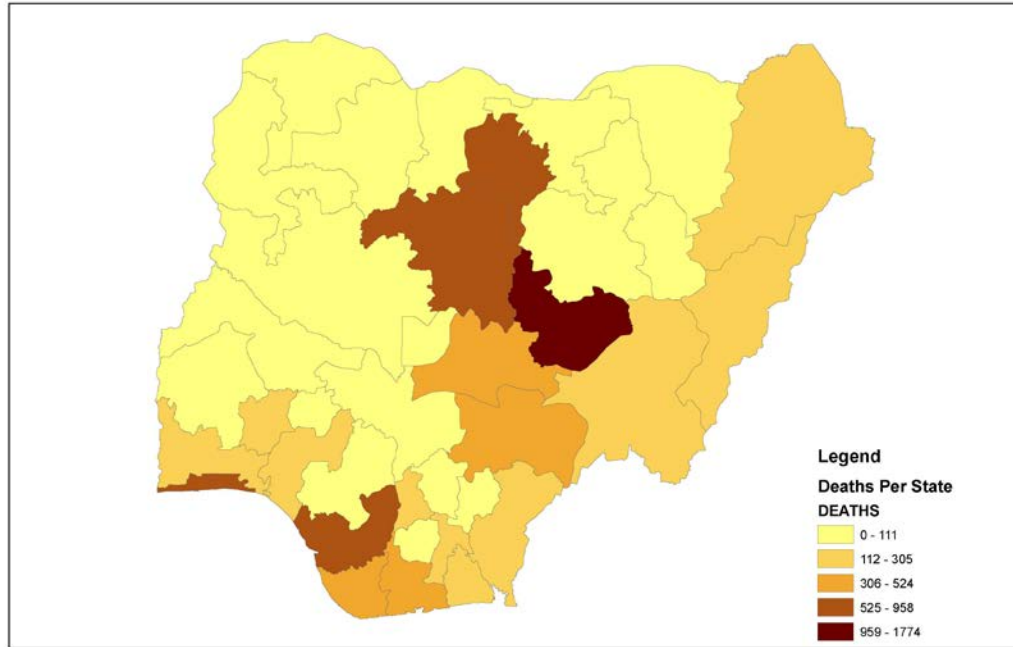 Legend
Deaths Per State
DEATHS
0 - 111
112 - 305
306 - 524
525 - 958
959 - 1774